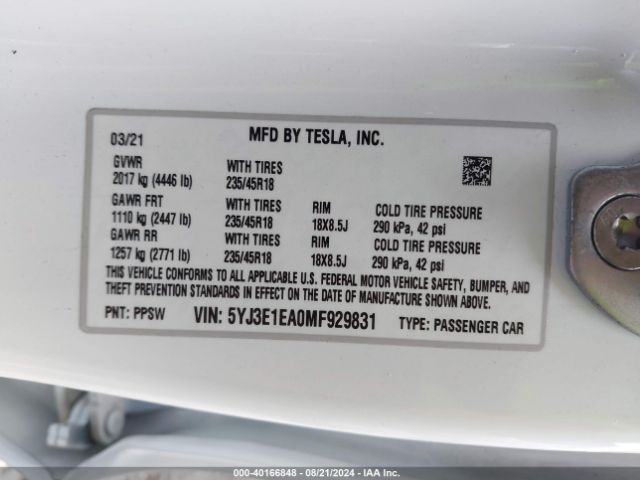 03/21 MFD BY TESLA, INC.
GVWR WITH TIRES
2017 kg (4446 lb) 235/45R18
GAWR FRT WITH TIRES RIM COLD TIRE PRESSURE
1110 kg (2447 lb) 235/45R18 18X8.5J 290 kPa, 42 psi
GAWR RR WITH TIRES RIM COLD TIRE PRESSURE
1257 kg (2771 lb) 235/45R18 18X8.5J 290 kPa, 42 psi
THIS VEHICLE CONFORMS TO ALL APPLICABLE U.S. FEDERAL MOTOR VEHICLE SAFETY, BUMPER, AND
THEFT PREVENTION STANDARDS IN EFFECT ON THE DATE OF MANUFACTURE SHOWN ABOVE.
PNT: PPSW VIN: 5YJ3E1EA0MF929831 TYPE: PASSENGER CAR
000-40166848 - 08/21/2024 - IAA Inc.